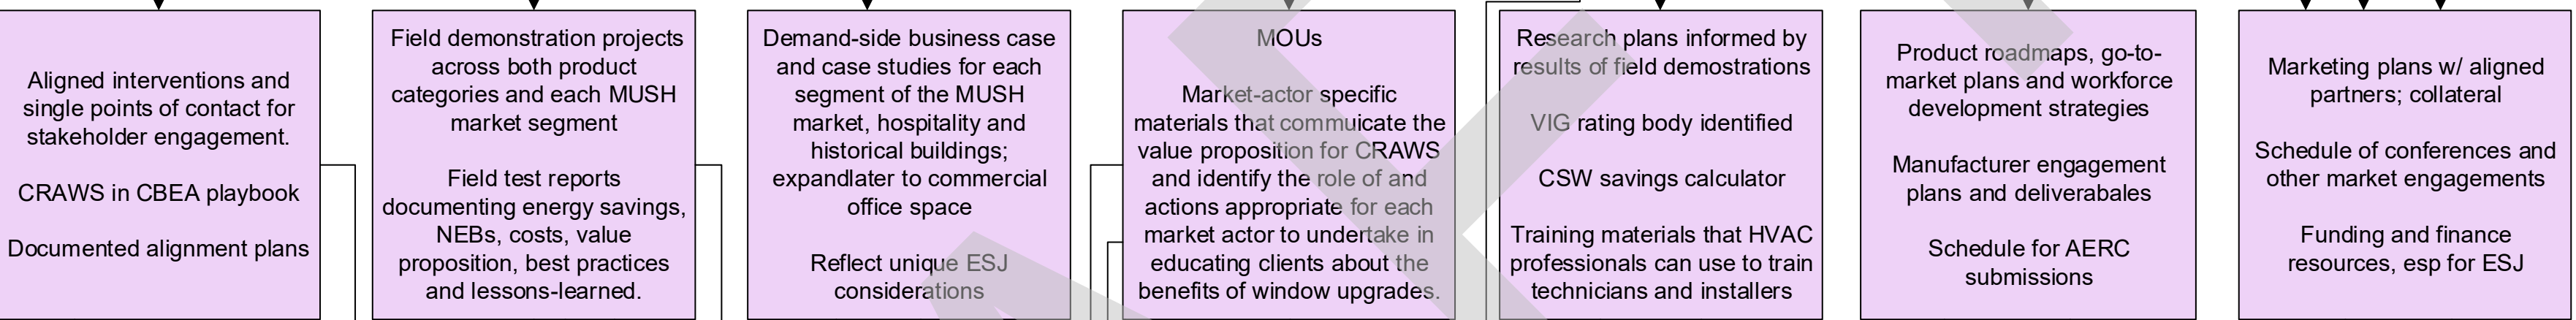 Aligned interventions and
single points of contact for
stakeholder engagement.
CRAWS in CBEA playbook
Documented alignment plans
Field demonstration projects
across both product
categories and each MUSH
market segment
Field test reports
documenting energy savings,
NEBs, costs, value
proposition, best practices
and lessons-learned.
Demand-side business case
and case studies for each
segment of the MUSH
market, hospitality and
historical buildings;
expandlater to commercial
office space
Reflect unique ESJ
considerations
MOUs
Market-actor specific
materials that commuicate the
value proposition for CRAWS
and identify the role of and
actions appropriate for each
market actor to undertake in
educating clients about the
benefits of window upgrades.
Research plans informed by
results of field demostrations
VIG rating body identified
CSW savings calculator
Training materials that HVAC
professionals can use to train
technicians and installers
Product roadmaps, go-to-
market plans and workforce
development strategies
Manufacturer engagement
plans and deliverabales
Schedule for AERC
submissions
Marketing plans w/ aligned
partners; collateral
Schedule of conferences and
other market engagements
Funding and finance
resources, esp for ESJ